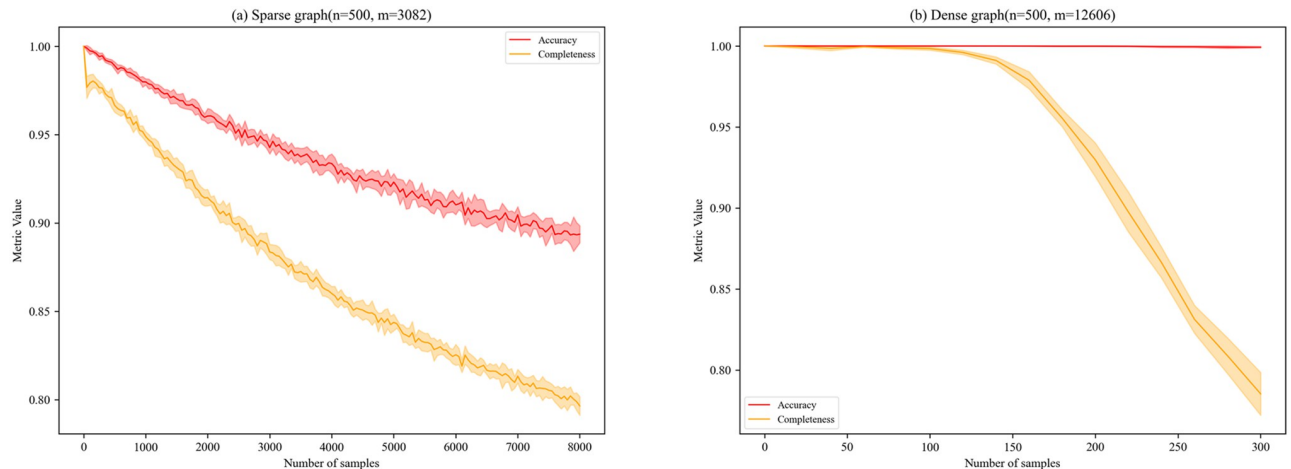 (a) Sparse graph(n=500, m=3082)
1.00
0.95
0.90
0.85
0.80
Metric Value
Accuracy
Completeness
0 1000 2000 3000 4000 5000 6000 7000 8000
Number of samples
(b) Dense graph(n=500, m=12606)
1.00
0.95
0.90
0.85
0.80
Metric Value
Accuracy
Completeness
0 50 100 150 200 250 300
Number of samples